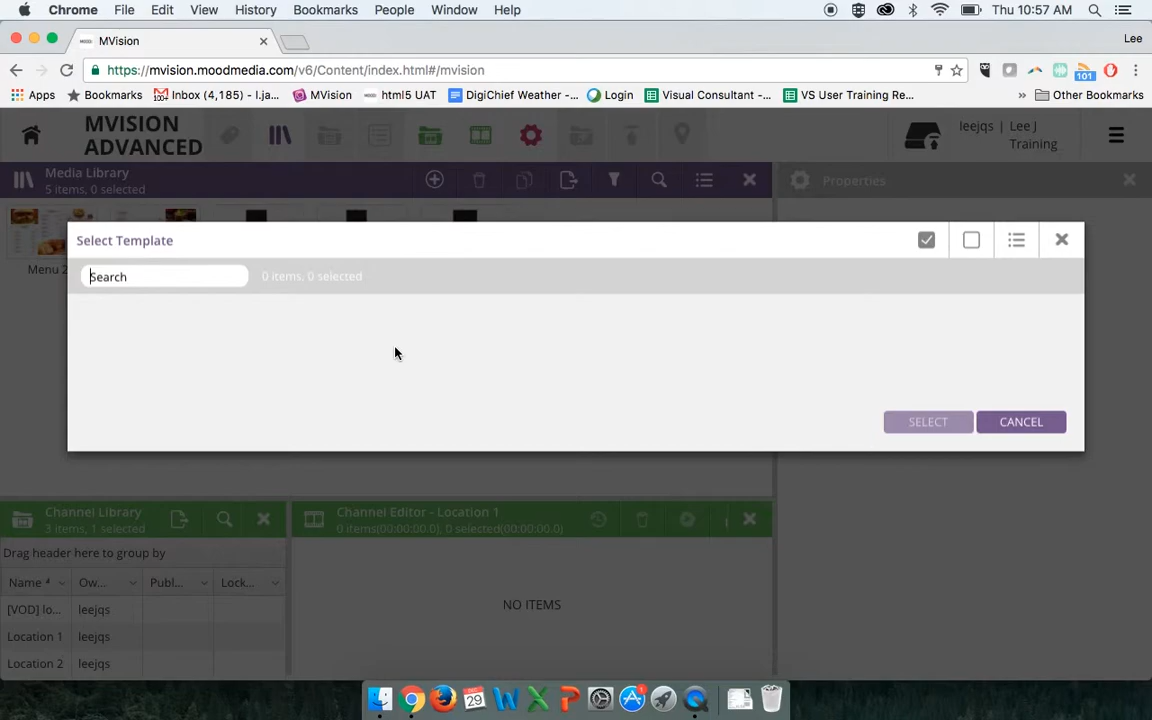 Chrome File Edit View History Bookmarks People Window Help Thu 10:57 AM
MVision Lee
https://mvision.moodmedia.com/v6/Content/index.html#/mvision 101
Apps Bookmarks Inbox (4,185) - l.ja... MVision html5 UAT DigiChief Weather -... Login Visual Consultant -... VS User Training Re... » Other Bookmarks
MVISION
ADVANCED
leejqs | Lee J
Training
Media Library
5 items, 0 selected
Properties
Select Template
Search 0 items, 0 selected
Menu 2
SELECT CANCEL
Channel Library
3 items, 1 selected
Channel Editor - Location 1
0 items(00:00:00.0), 0 selected(00:00:00.0)
Drag header here to group by
Name Ow... Publ... Lock...
[VOD] lo... leejqs
Location 1 leejqs
Location 2 leejqs
NO ITEMS
29